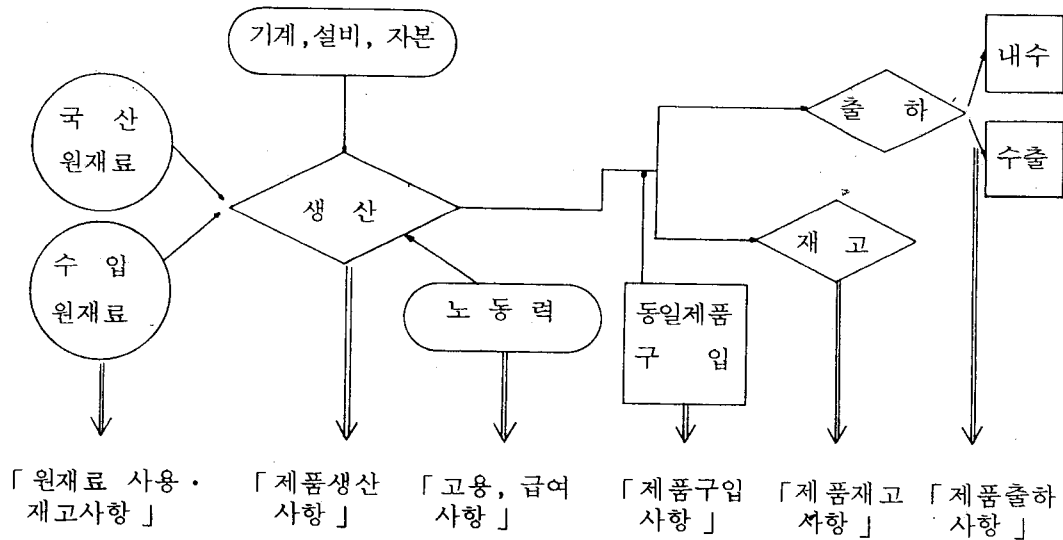 기계, 설비, 자본
내수
국 산
원재료
출 하
수출
생 산
재 고
수 입
원재료
노 동 력
동일제품
구 입
「원재료 사용·
재고사항」
「제품생산
사항」
「고용, 급여
사항」
「제품구입
사항」
「제품재고
사항」
「제품출하
사항」